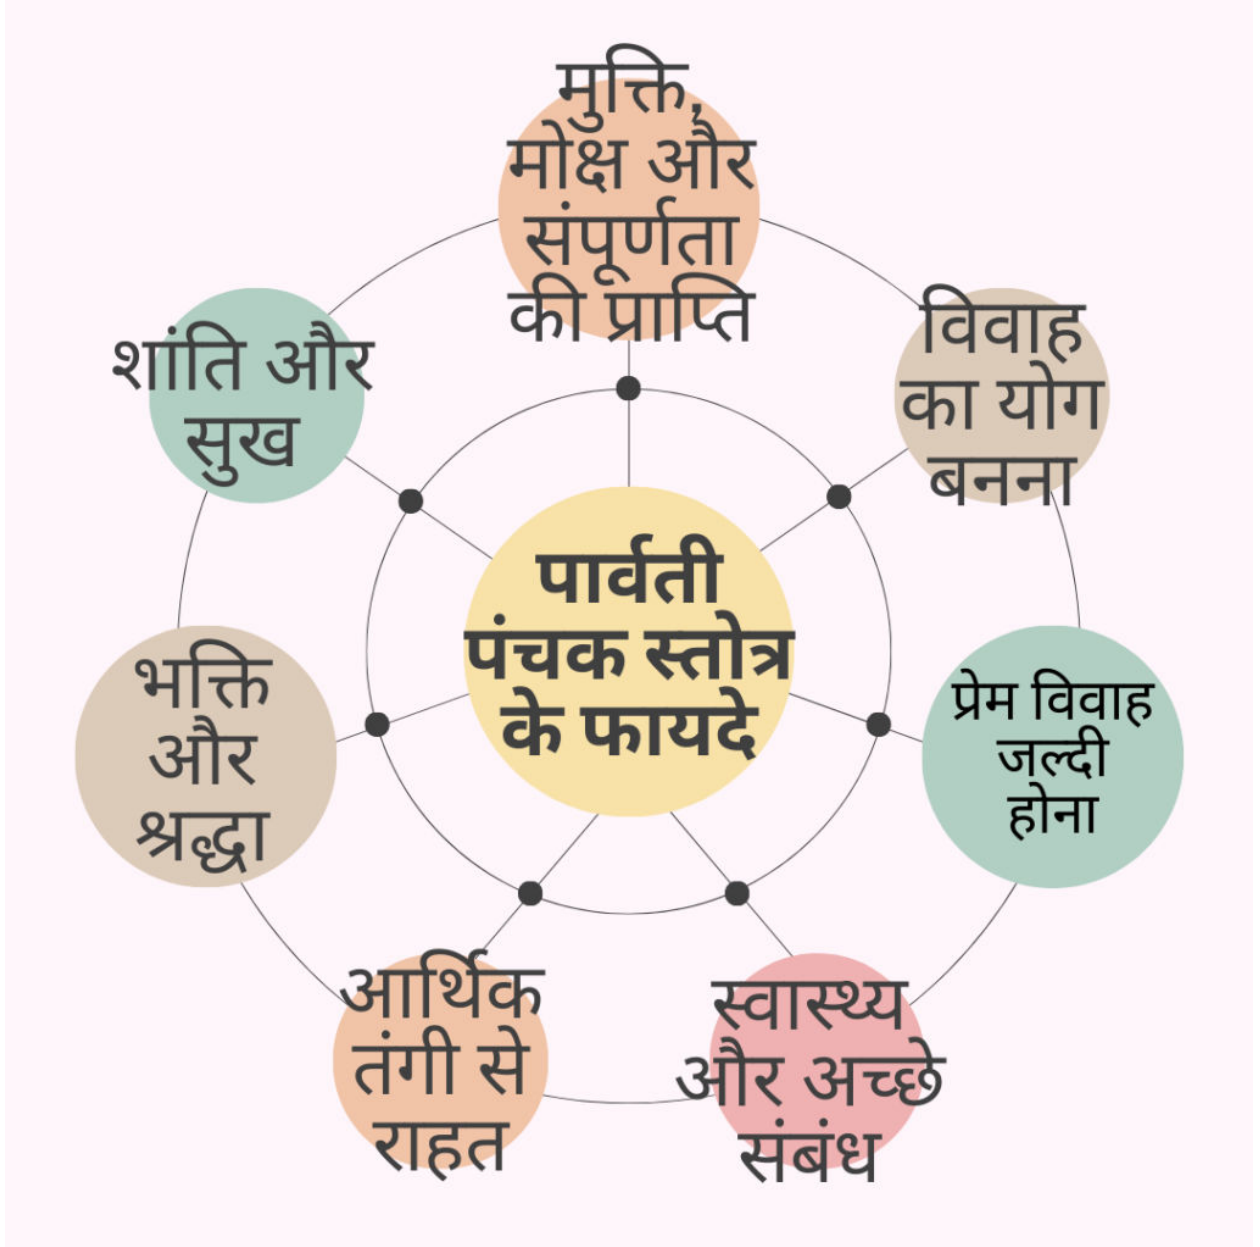 मुक्ति,
मोक्ष और
संपूर्णता
की प्राप्ति
विवाह
का योग
बनना
प्रेम विवाह
जल्दी
होना
स्वास्थ्य
और अच्छे
संबंध
आर्थिक
तंगी से
राहत
भक्ति
और
श्रद्धा
शांति और
सुख
पार्वती
पंचक स्तोत्र
के फायदे